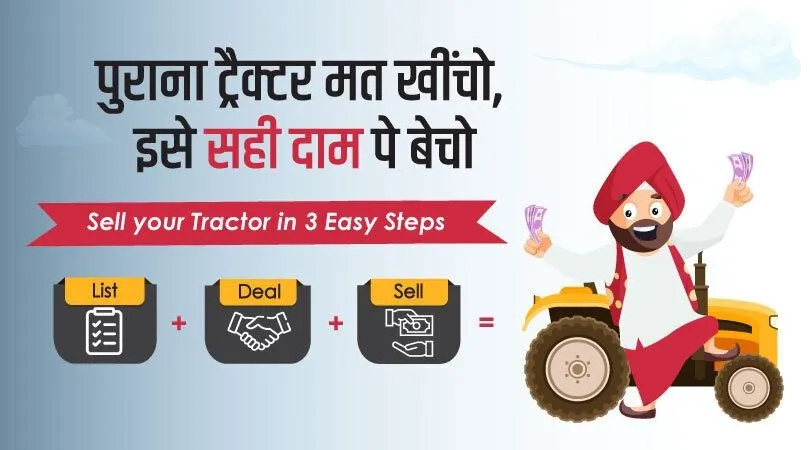 पुराना ट्रैक्टर मत खींचो,
इसे सही दाम पे बेचो
Sell your Tractor in 3 Easy Steps
List + Deal + Sell =